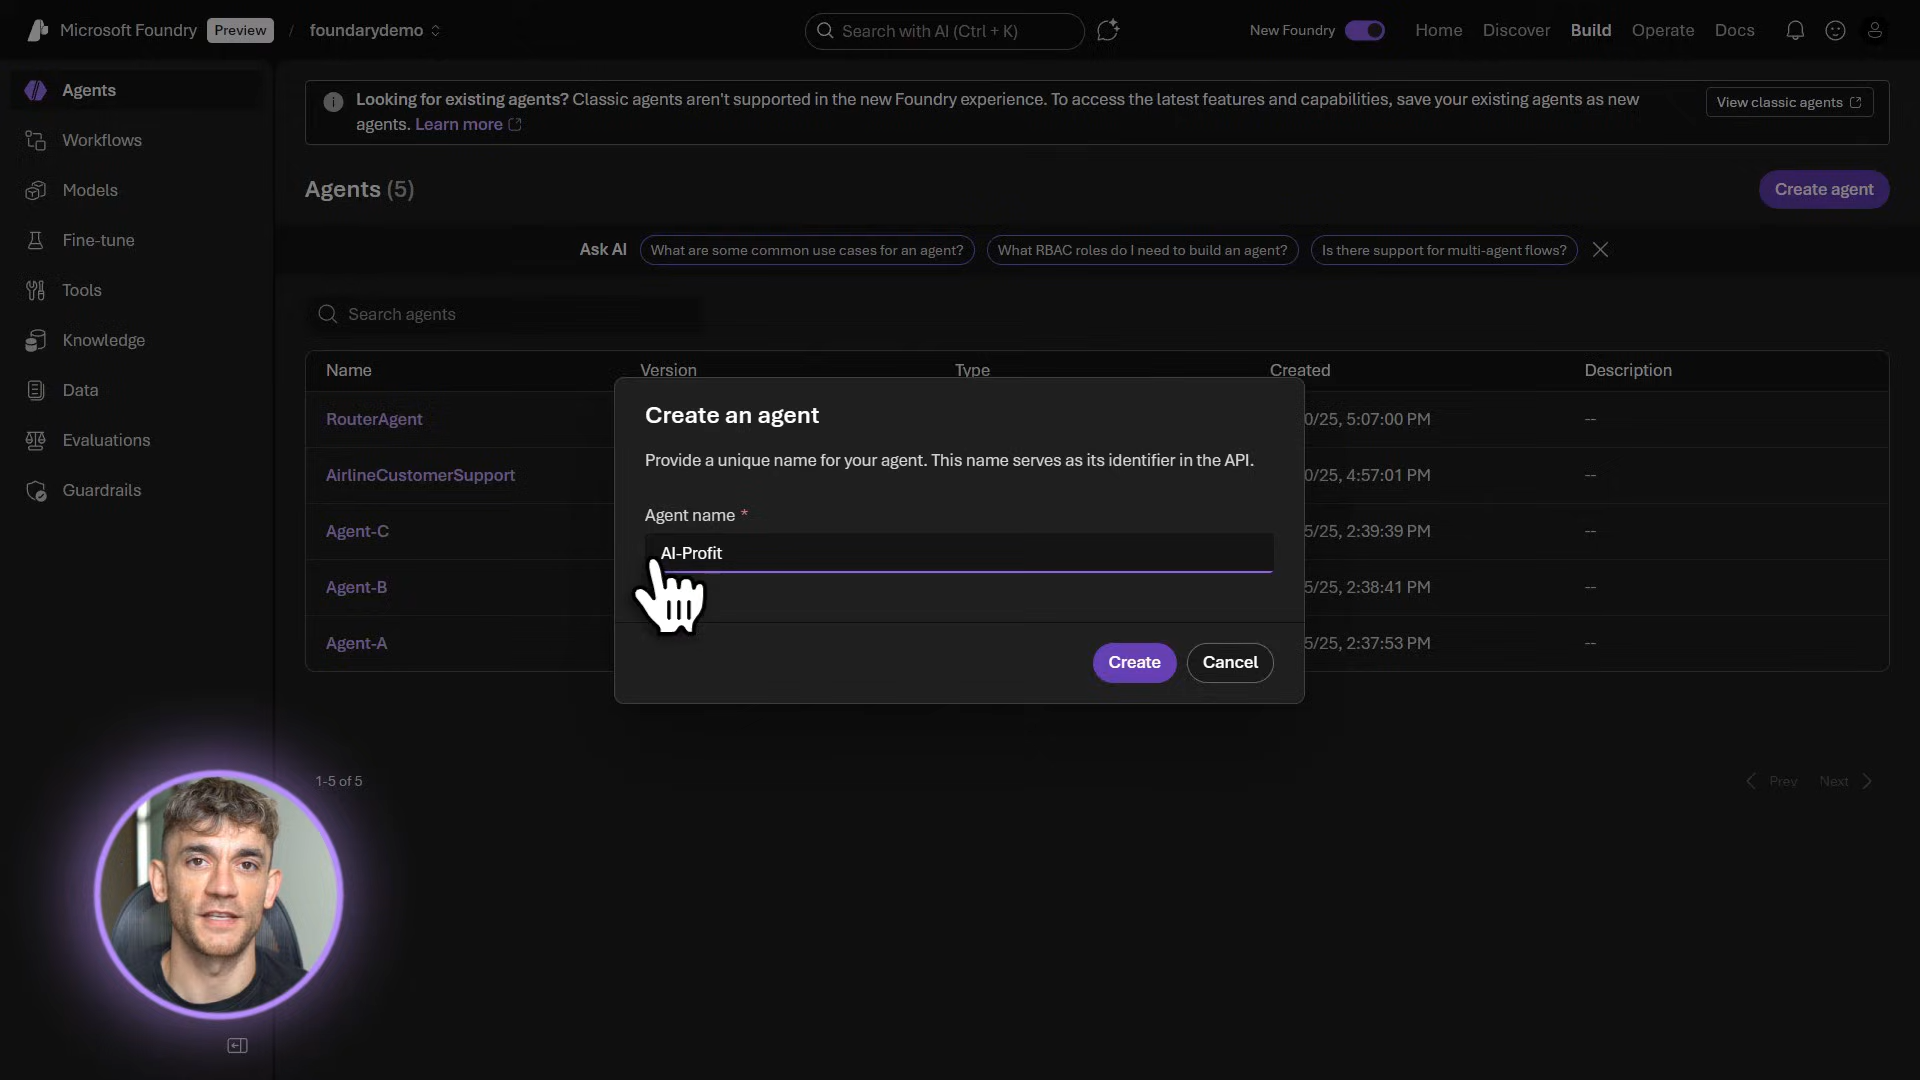 Microsoft Foundry Preview / foundarydemo
Search with AI (Ctrl + K)
New Foundry Home Discover Build Operate Docs
Agents
Workflows
Models
Fine-tune
Tools
Knowledge
Data
Evaluations
Guardrails
Looking for existing agents? Classic agents aren't supported in the new Foundry experience. To access the latest features and capabilities, save your existing agents as new
agents. Learn more
View classic agents
Agents (5)
Create agent
Ask AI What are some common use cases for an agent? What RBAC roles do I need to build an agent? Is there support for multi-agent flows?
Search agents
Name Version Type Created Description
RouterAgent 0/25, 5:07:00 PM --
AirlineCustomerSupport 0/25, 4:57:01 PM --
Agent-C 5/25, 2:39:39 PM --
Agent-B 5/25, 2:38:41 PM --
Agent-A 5/25, 2:37:53 PM --
Create an agent
Provide a unique name for your agent. This name serves as its identifier in the API.
Agent name *
AI-Profit
Create Cancel
1-5 of 5
Prev Next